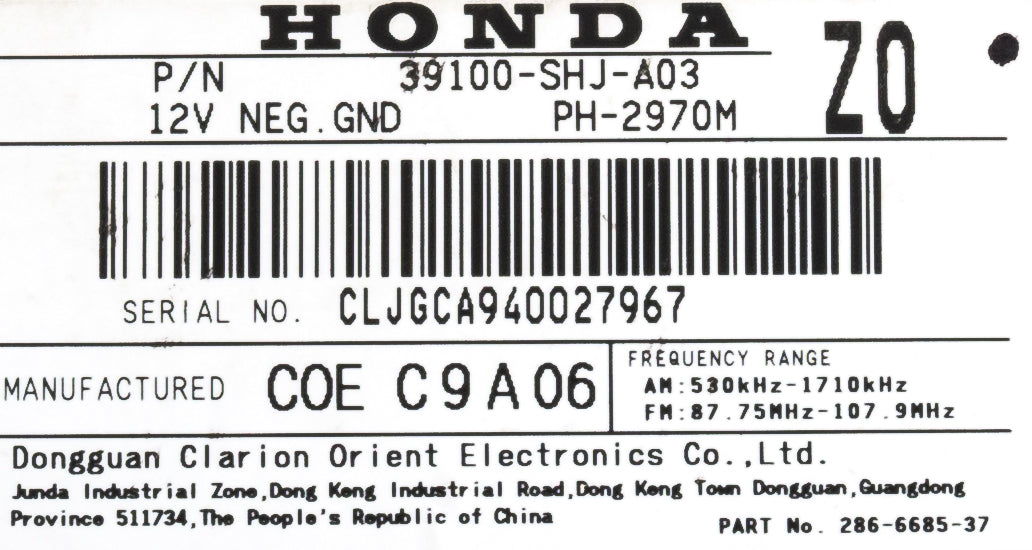 HONDA
Z0
P/N 39100-SHJ-A03
12V NEG.GND PH-2970M
SERIAL NO. CLJGCA940027967
MANUFACTURED COE C9A06
FREQUENCY RANGE
AM:530kHz-1710kHz
FM:87.75MHz-107.9MHz
Dongguan Clarion Orient Electronics Co.,Ltd.
Junda Industrial Zone,Dong Keng Industrial Road,Dong Keng Town Dongguan,Guangdong
Province 511734,The People's Republic of China
PART No. 286-6685-37